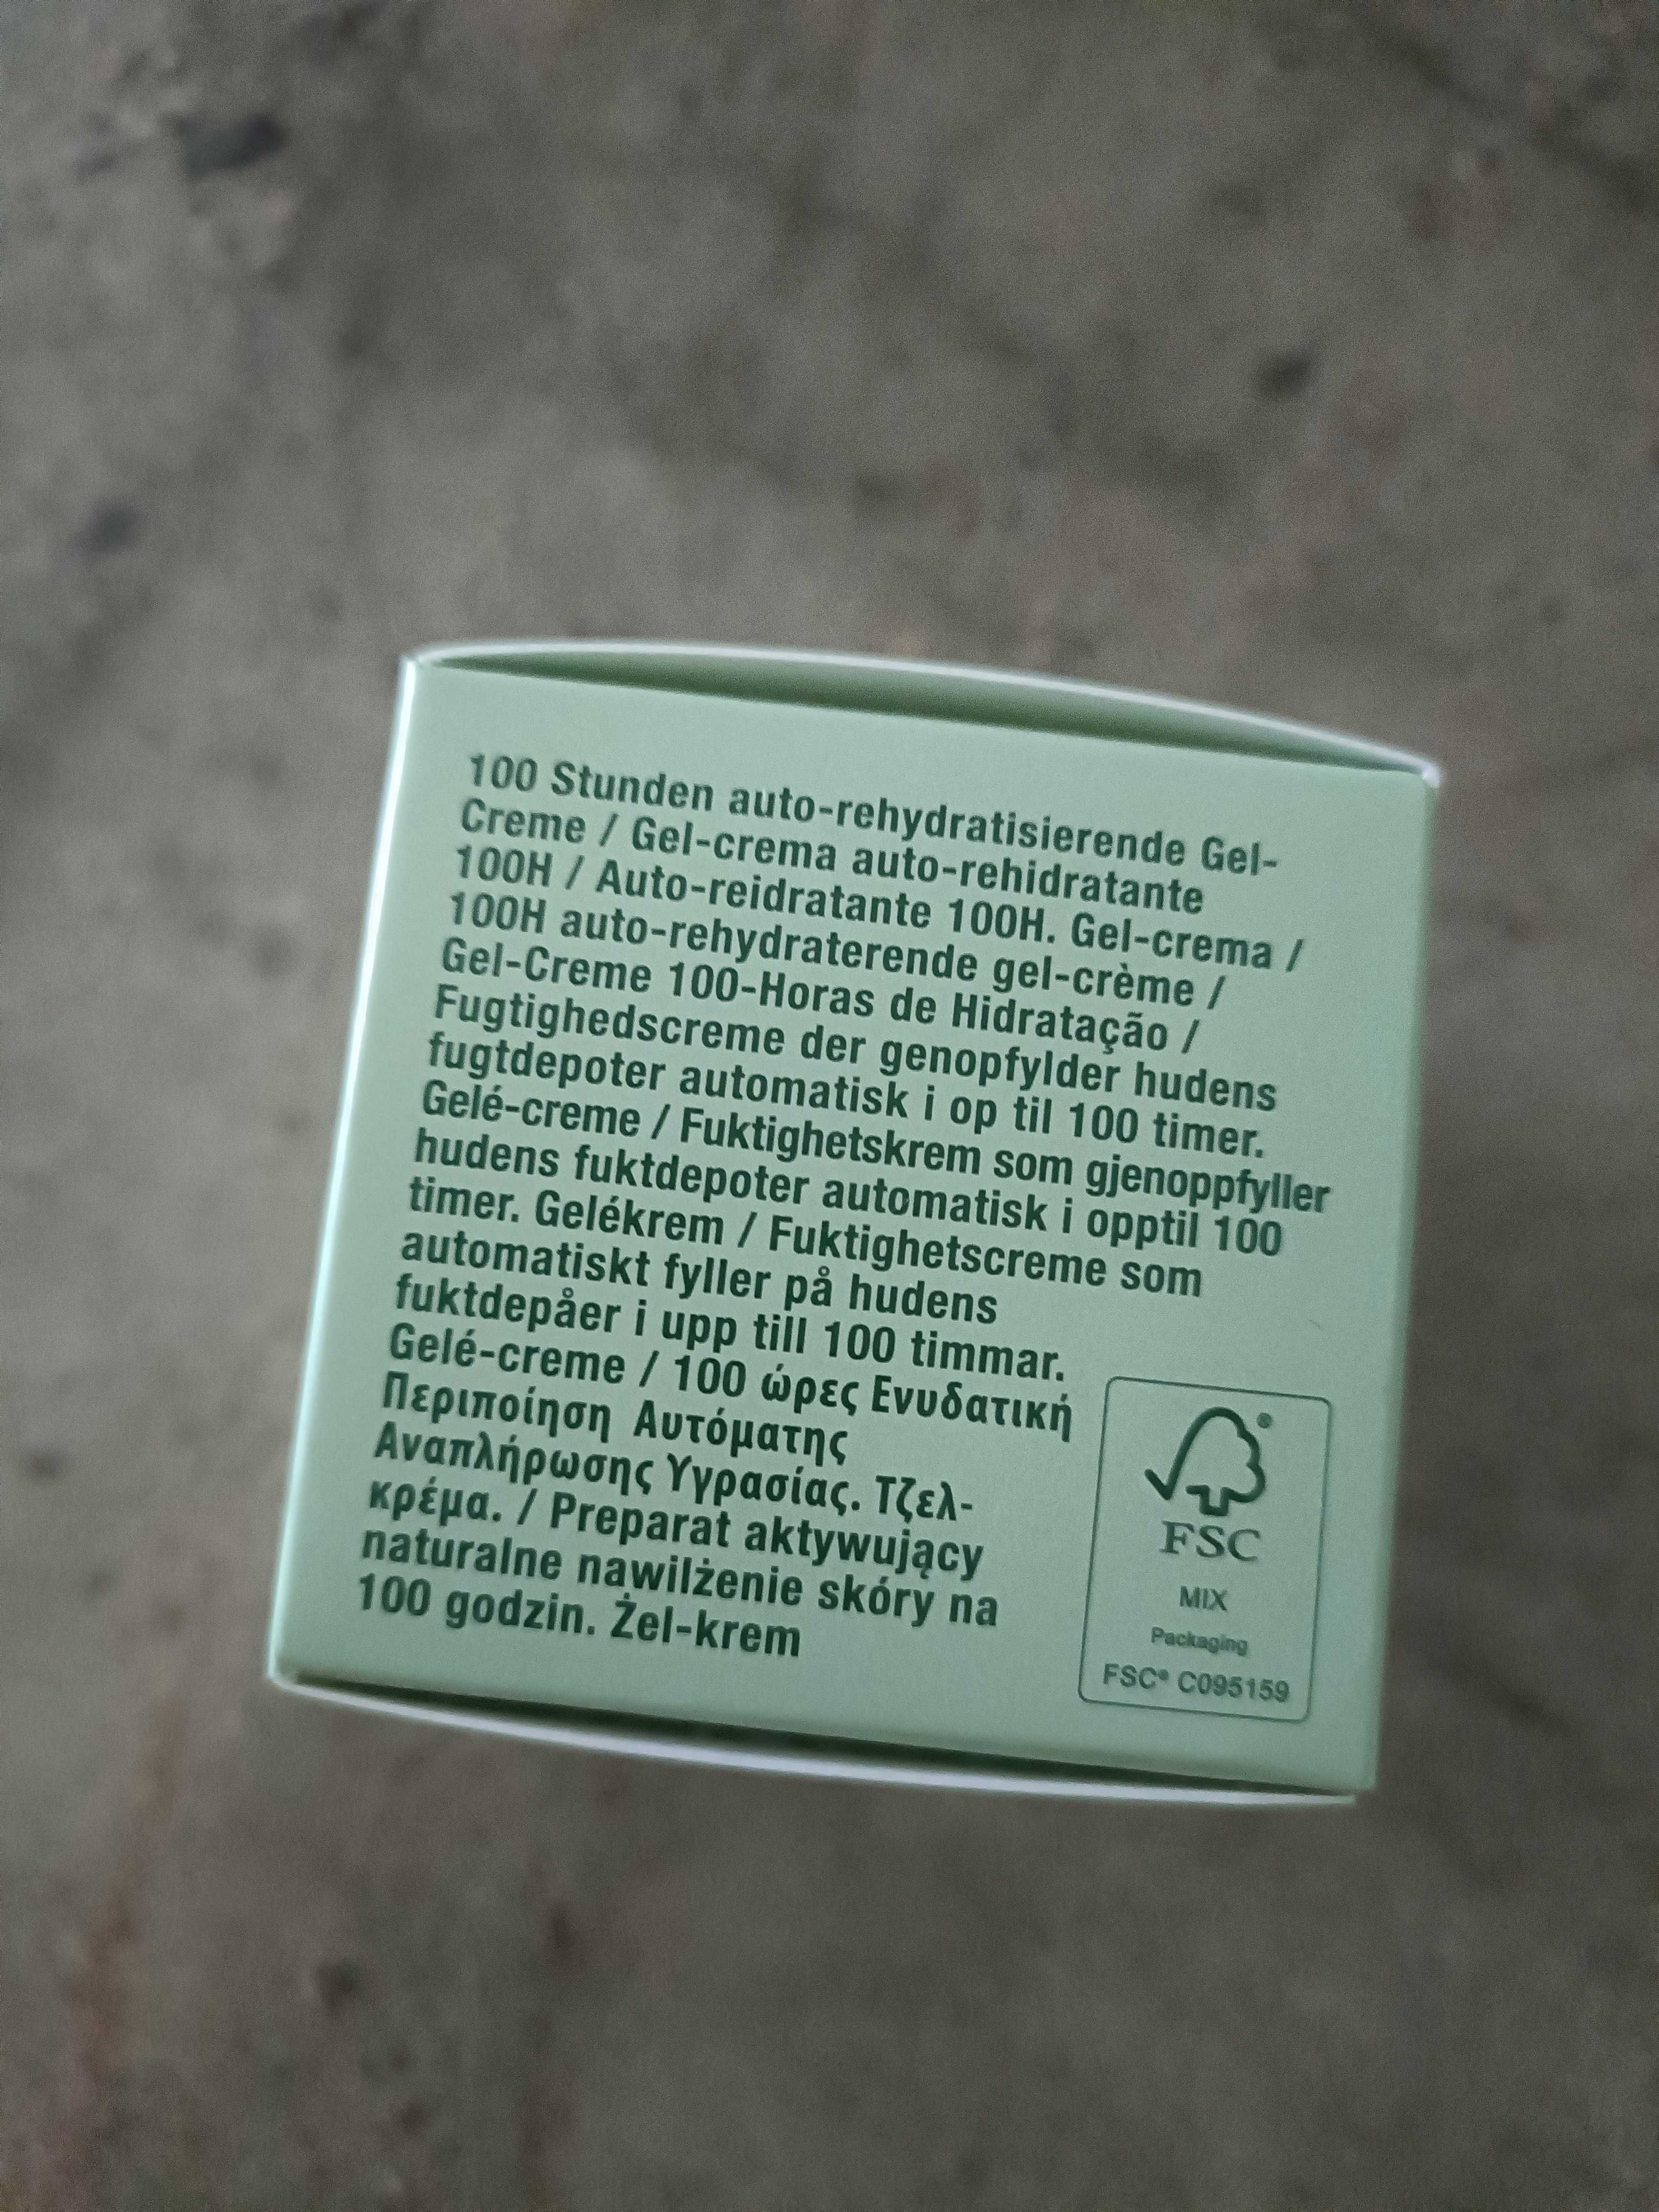 100 Stunden auto-rehydratisierende Gel-
Creme / Gel-crema auto-rehidratante
100H / Auto-reidratante 100H. Gel-crema /
100H auto-rehydraterende gel-crème /
Gel-Creme 100-Horas de Hidratação /
Fugtighedscreme der genopfylder hudens
fugtdepoter automatisk i op til 100 timer.
Gelé-creme / Fuktighetskrem som gjenoppfyller
hudens fuktdepoter automatisk i opptil 100
timer. Gelékrem / Fuktighetscreme som
automatiskt fyller på hudens
fuktdepåer i upp till 100 timmar.
Gelé-creme / 100 ώρες Ενυδατική
Περιποίηση Αυτόματης
Αναπλήρωσης Υγρασίας. Τζελ-
κρέμα. / Preparat aktywujący
naturalne nawilżenie skóry na
100 godzin. Żel-krem
®
FSC
MIX
Packaging
FSC® C095159